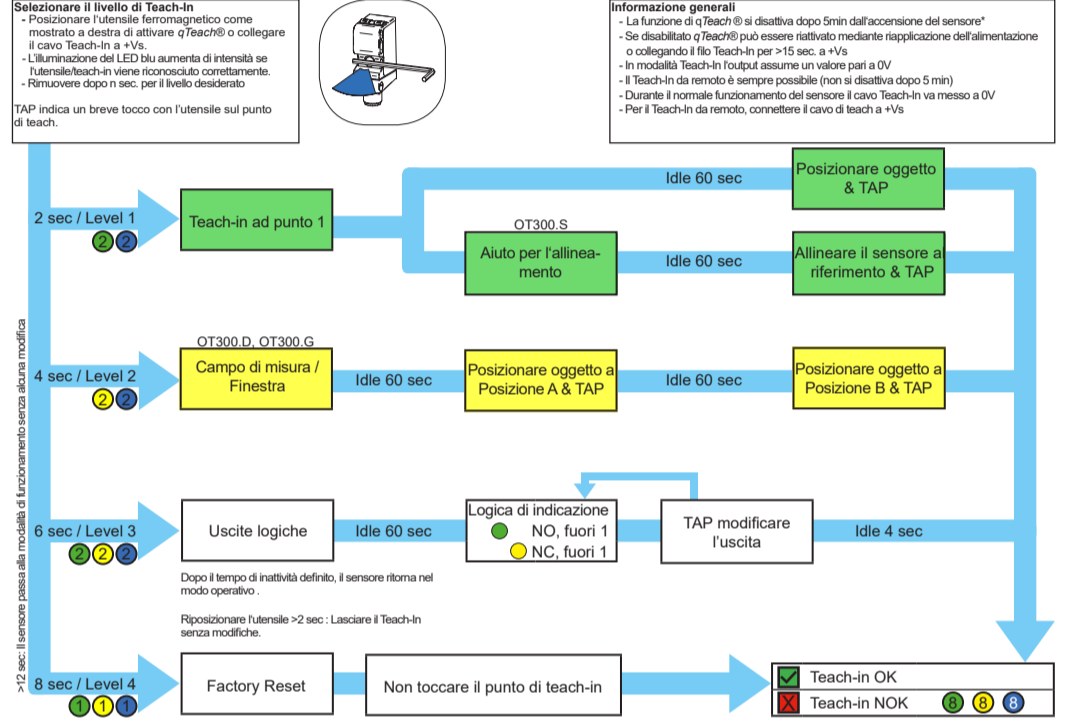 Selezionare il livello di Teach-In
- Posizionare l'utensile ferromagnetico come
mostrato a destra di attivare qTeach® o collegare
il cavo Teach-In a +Vs.
- L'illuminazione del LED blu aumenta di intensità se
l'utensile/teach-in viene riconosciuto correttamente.
- Rimuovere dopo n sec. per il livello desiderato
TAP indica un breve tocco con l'utensile sul punto
di teach.
Informazione generali
- La funzione di qTeach ® si disattiva dopo 5min dall'accensione del sensore*
- Se disabilitato qTeach® può essere riattivato mediante riapplicazione dell'alimentazione
o collegando il filo Teach-In per >15 sec. a +Vs
- In modalità Teach-In l'output assume un valore pari a 0V
- Il Teach-In da remoto è sempre possibile (non si disattiva dopo 5 min)
- Durante il normale funzionamento del sensore il cavo Teach-In va messo a 0V
- Per il Teach-In da remoto, connettere il cavo di teach a +Vs
>12 sec: Il sensore passa alla modalità di funzionamento senza alcuna modifica
2 sec / Level 1
2 2
Teach-in ad punto 1
Idle 60 sec
Posizionare oggetto
& TAP
OT300.S
Aiuto per l'allinea-
mento
Idle 60 sec
Allineare il sensore al
riferimento & TAP
4 sec / Level 2
2 2
OT300.D, OT300.G
Campo di misura /
Finestra
Idle 60 sec
Posizionare oggetto a
Posizione A & TAP
Idle 60 sec
Posizionare oggetto a
Posizione B & TAP
6 sec / Level 3
2 2 2
Uscite logiche
Idle 60 sec
Logica di indicazione
NO, fuori 1
NC, fuori 1
TAP modificare
l'uscita
Idle 4 sec
Dopo il tempo di inattività definito, il sensore ritorna nel
modo operativo .
Riposizionare l'utensile >2 sec : Lasciare il Teach-In
senza modifiche.
8 sec / Level 4
1 1 1
Factory Reset
Non toccare il punto di teach-in
Teach-in OK
Teach-in NOK 8 8 8